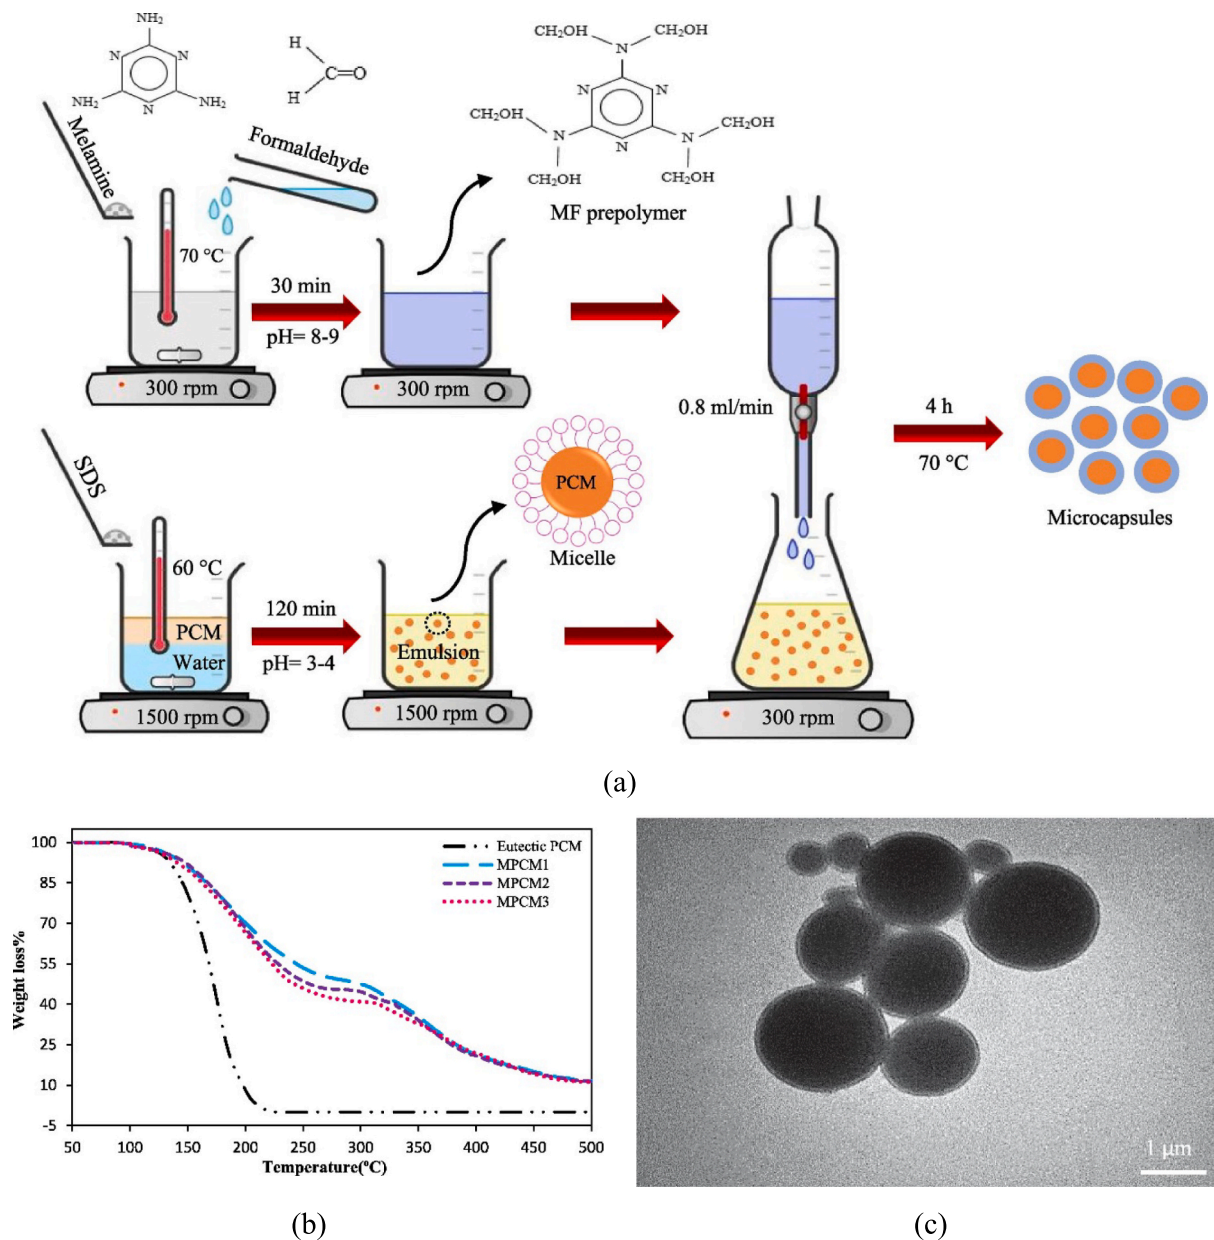 NH2
N
N
NH2
N
NH2
H
C=O
H
CH2OH
CH2OH
N
N
N
CH2OH
CH2OH
N
N
N
CH2OH
CH2OH
MF prepolymer
Melamine
Formaldehyde
70 °C
30 min
pH= 8-9
300 rpm
300 rpm
0.8 ml/min
4 h
70 °C
Microcapsules
SDS
PCM
Micelle
60 °C
PCM
Water
120 min
pH= 3-4
Emulsion
1500 rpm
1500 rpm
300 rpm
(a)
Weight loss%
100
85
70
55
40
25
10
-5
Eutectic PCM
MPCM1
MPCM2
MPCM3
50 100 150 200 250 300 350 400 450 500
Temperature(ºC)
(b)
1 μm
(c)